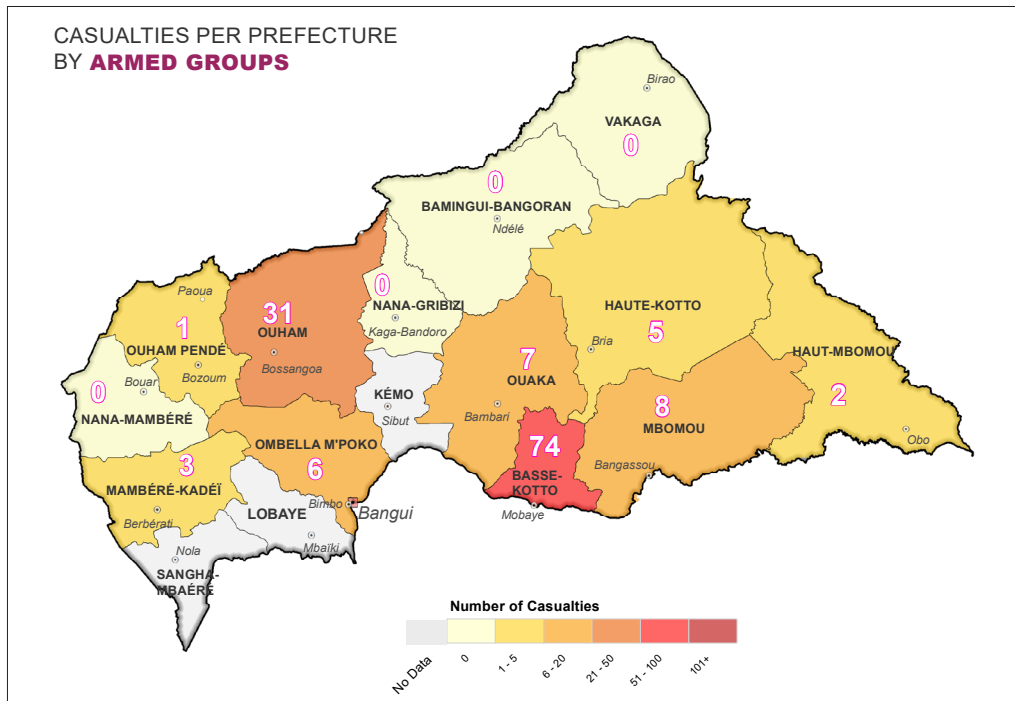 CASUALTIES PER PREFECTURE
BY ARMED GROUPS
Birao
VAKAGA
0
0
BAMINGUI-BANGORAN
Ndélé
0
NANA-GRIBIZI
Kaga-Bandoro
HAUTE-KOTTO
5
Bria
Paoua
1
OUHAM PENDÉ
Bozoum
31
OUHAM
Bossangoa
7
OUAKA
Bambari
HAUT-MBOMOU
2
Obo
0
Bouar
NANA-MAMBÉRÉ
KÉMO
Sibut
8
MBOMOU
Bangassou
OMBELLA M'POKO
6
Bimbo
Bangui
74
BASSE-
KOTTO
Mobaye
3
MAMBÉRÉ-KADÉÏ
Berbérati
LOBAYE
Mbaïki
Nola
SANGHA-
MBAÉRÉ
Number of Casualties
No Data
0
1 - 5
6 - 20
21 - 50
51 - 100
101+